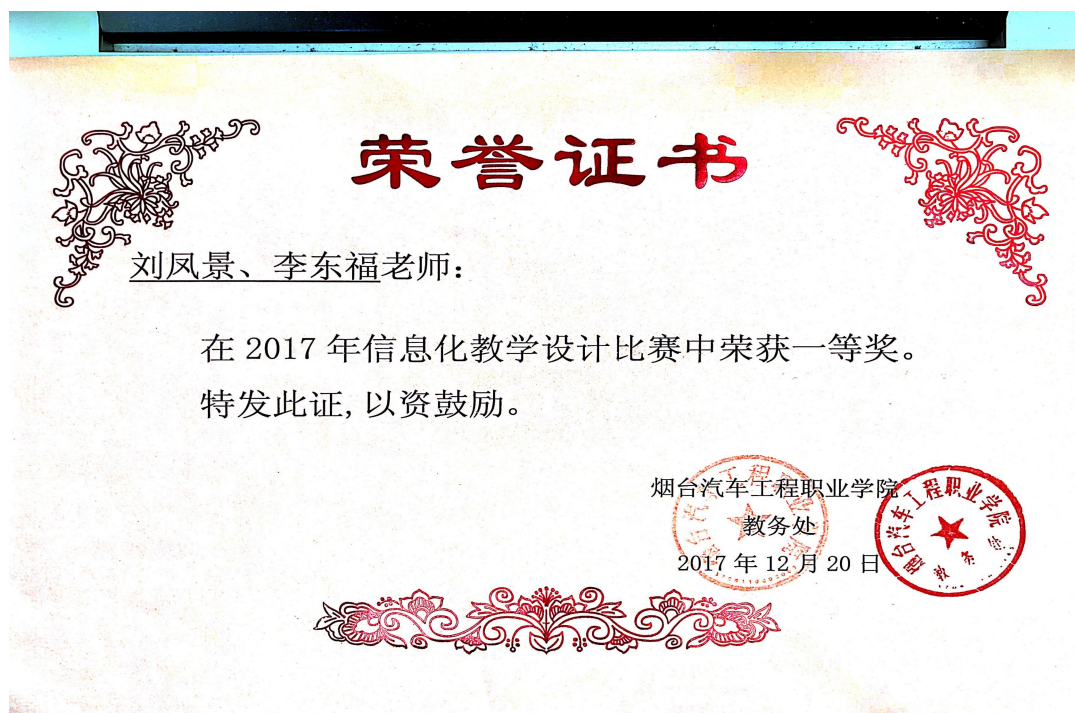 荣誉证书
刘凤景、李东福老师：
在 2017 年信息化教学设计比赛中荣获一等奖。
特发此证,以资鼓励。
烟台汽车工程职业学院
教务处
2017 年 12 月 20 日
烟台汽车工程职业学院
教务处